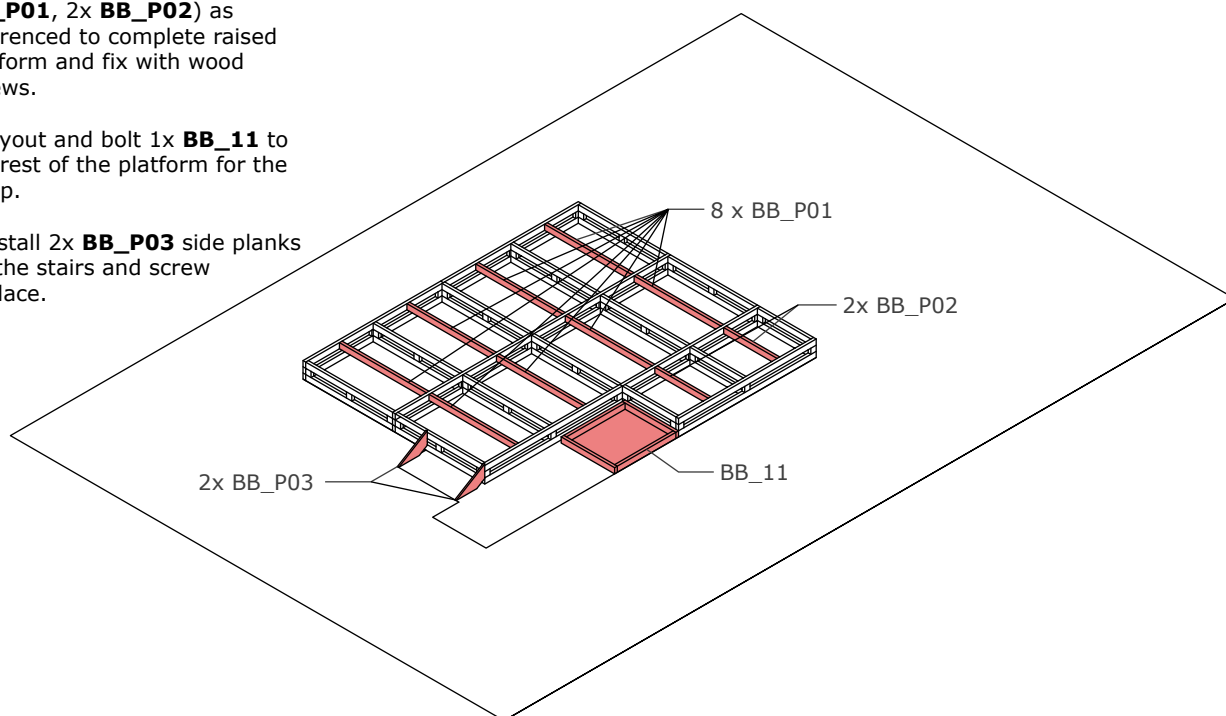 _P01, 2x BB_P02) as
renced to complete raised
form and fix with wood
ws.
yout and bolt 1x BB_11 to
rest of the platform for the
p.
stall 2x BB_P03 side planks
the stairs and screw
lace.
8 x BB_P01
2x BB_P02
2x BB_P03
BB_11